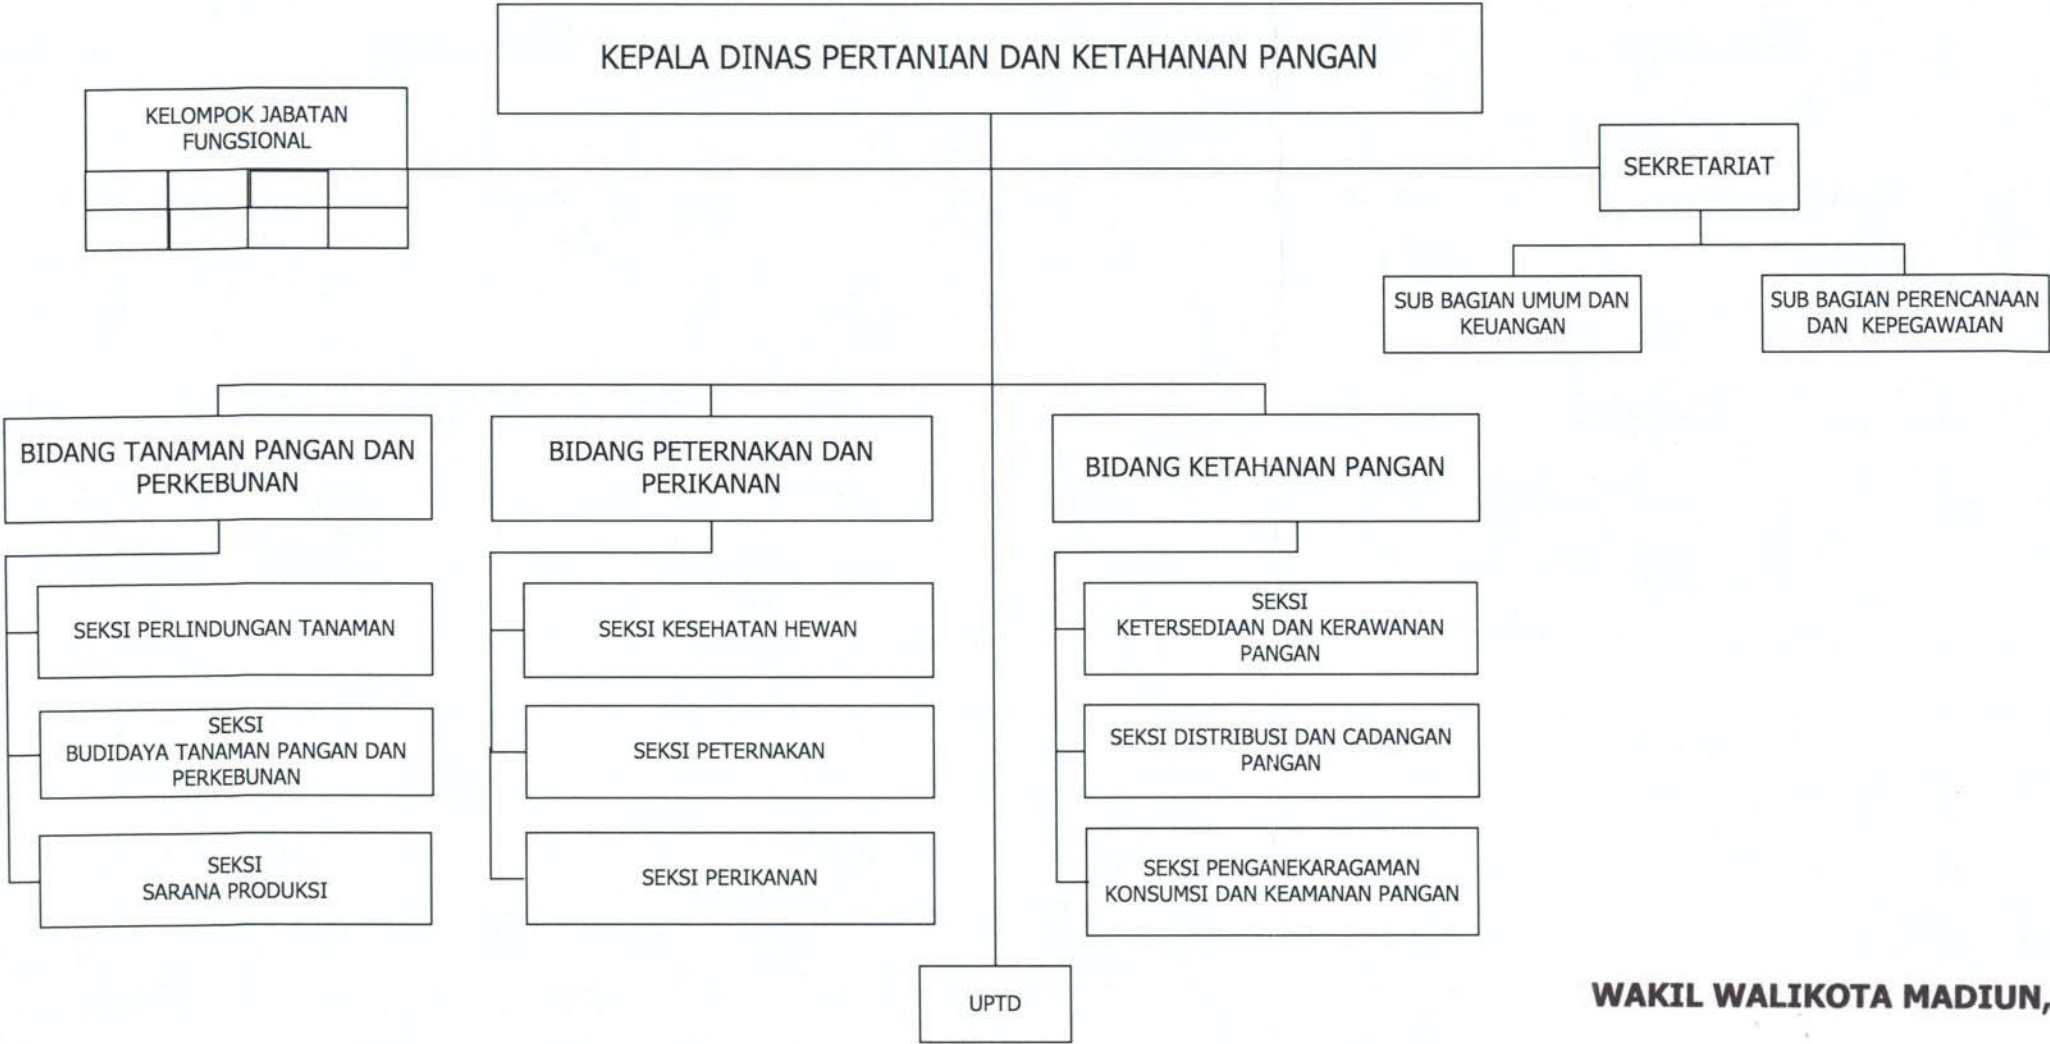 KEPALA DINAS PERTANIAN DAN KETAHANAN PANGAN
KELOMPOK JABATAN
FUNGSIONAL
SEKRETARIAT
SUB BAGIAN UMUM DAN
KEUANGAN
SUB BAGIAN PERENCANAAN
DAN KEPEGAWAIAN
BIDANG TANAMAN PANGAN DAN
PERKEBUNAN
SEKSI PERLINDUNGAN TANAMAN
SEKSI
BUDIDAYA TANAMAN PANGAN DAN
PERKEBUNAN
SEKSI
SARANA PRODUKSI
BIDANG PETERNAKAN DAN
PERIKANAN
SEKSI KESEHATAN HEWAN
SEKSI PETERNAKAN
SEKSI PERIKANAN
BIDANG KETAHANAN PANGAN
SEKSI
KETERSEDIAAN DAN KERAWANAN
PANGAN
SEKSI DISTRIBUSI DAN CADANGAN
PANGAN
SEKSI PENGANEKARAGAMAN
KONSUMSI DAN KEAMANAN PANGAN
UPTD
WAKIL WALIKOTA MADIUN,